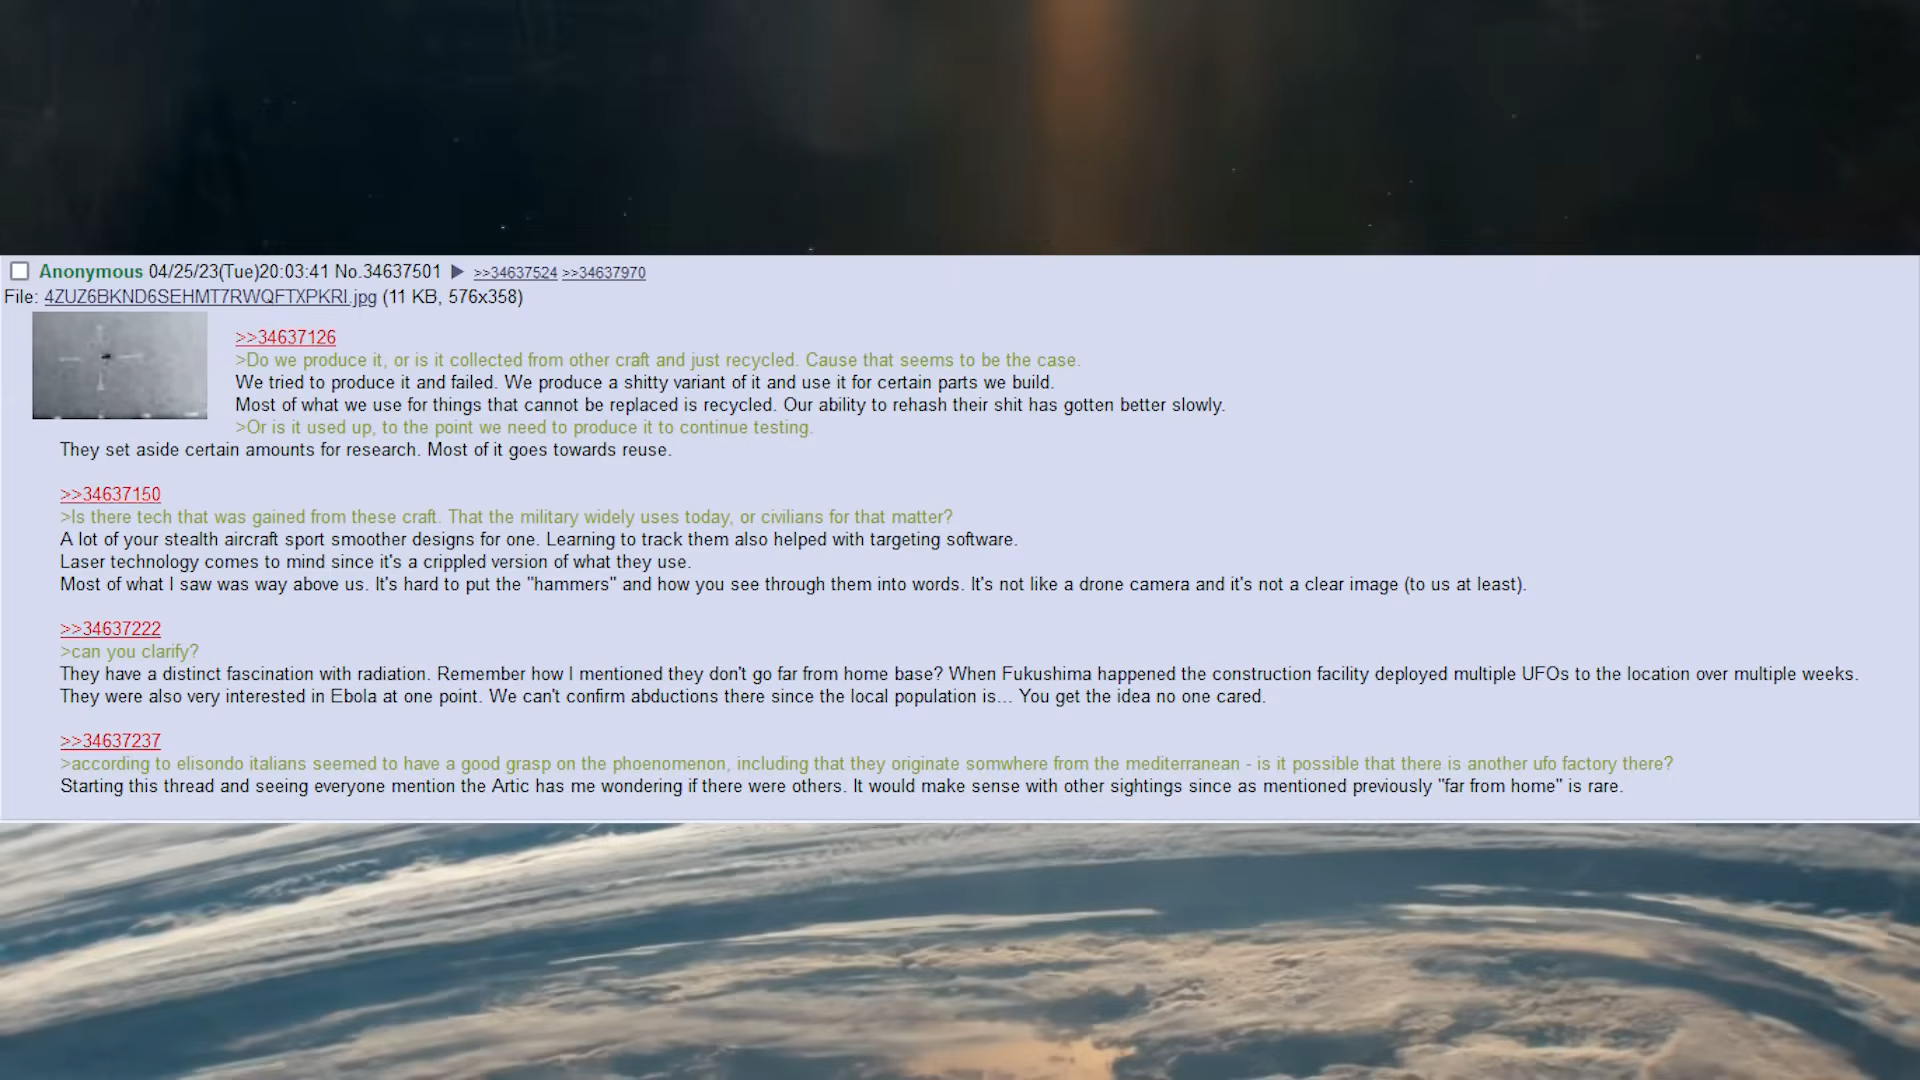 Anonymous 04/25/23(Tue)20:03:41 No.34637501 ▶ >>34637524 >>34637970
File: 4ZUZ6BKND6SEHMT7RWQFTXPKRI.jpg (11 KB, 576x358)
>>34637126
>Do we produce it, or is it collected from other craft and just recycled. Cause that seems to be the case.
We tried to produce it and failed. We produce a shitty variant of it and use it for certain parts we build.
Most of what we use for things that cannot be replaced is recycled. Our ability to rehash their shit has gotten better slowly.
>Or is it used up, to the point we need to produce it to continue testing.
They set aside certain amounts for research. Most of it goes towards reuse.
>>34637150
>Is there tech that was gained from these craft. That the military widely uses today, or civilians for that matter?
A lot of your stealth aircraft sport smoother designs for one. Learning to track them also helped with targeting software.
Laser technology comes to mind since it's a crippled version of what they use.
Most of what I saw was way above us. It's hard to put the "hammers" and how you see through them into words. It's not like a drone camera and it's not a clear image (to us at least).
>>34637222
>can you clarify?
They have a distinct fascination with radiation. Remember how I mentioned they don't go far from home base? When Fukushima happened the construction facility deployed multiple UFOs to the location over multiple weeks.
They were also very interested in Ebola at one point. We can't confirm abductions there since the local population is... You get the idea no one cared.
>>34637237
>according to elisondo italians seemed to have a good grasp on the phoenomenon, including that they originate somwhere from the mediterranean - is it possible that there is another ufo factory there?
Starting this thread and seeing everyone mention the Artic has me wondering if there were others. It would make sense with other sightings since as mentioned previously "far from home" is rare.